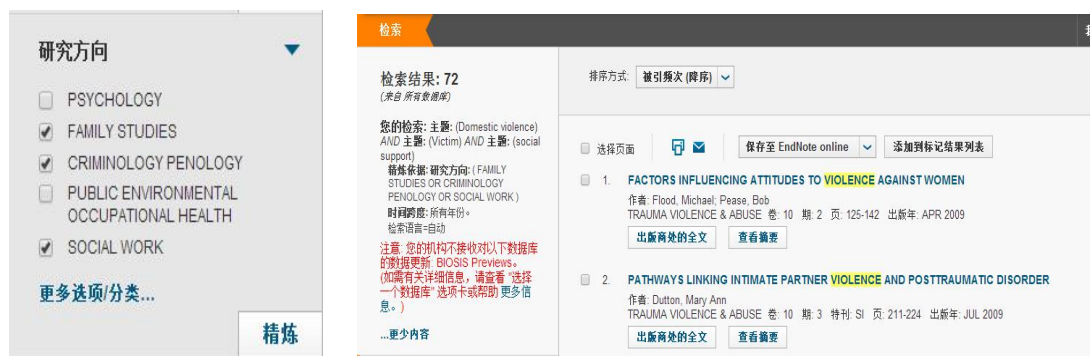 研究方向
PSYCHOLOGY
FAMILY STUDIES
CRIMINOLOGY PENOLOGY
PUBLIC ENVIRONMENTAL
OCCUPATIONAL HEALTH
SOCIAL WORK
更多选项/分类...
精炼
检索
检索结果: 72
(来自 所有数据库)
您的检索: 主题: (Domestic violence)
AND 主题: (Victim) AND 主题: (social
support)
精炼依据: 研究方向: ( FAMILY
STUDIES OR CRIMINOLOGY
PENOLOGY OR SOCIAL WORK )
时间跨度: 所有年份。
检索语言=自动
注意: 您的机构不接收对以下数据库
的数据更新: BIOSIS Previews。
(如需有关详细信息，请查看 "选择
一个数据库" 选项卡或帮助 更多信
息。)
...更少内容
排序方式: 被引频次 (降序)
选择页面 保存至 EndNote online 添加到标记结果列表
1. FACTORS INFLUENCING ATTITUDES TO VIOLENCE AGAINST WOMEN
作者: Flood, Michael; Pease, Bob
TRAUMA VIOLENCE & ABUSE 卷: 10 期: 2 页: 125-142 出版年: APR 2009
出版商处的全文 查看摘要
2. PATHWAYS LINKING INTIMATE PARTNER VIOLENCE AND POSTTRAUMATIC DISORDER
作者: Dutton, Mary Ann
TRAUMA VIOLENCE & ABUSE 卷: 10 期: 3 特刊: SI 页: 211-224 出版年: JUL 2009
出版商处的全文 查看摘要